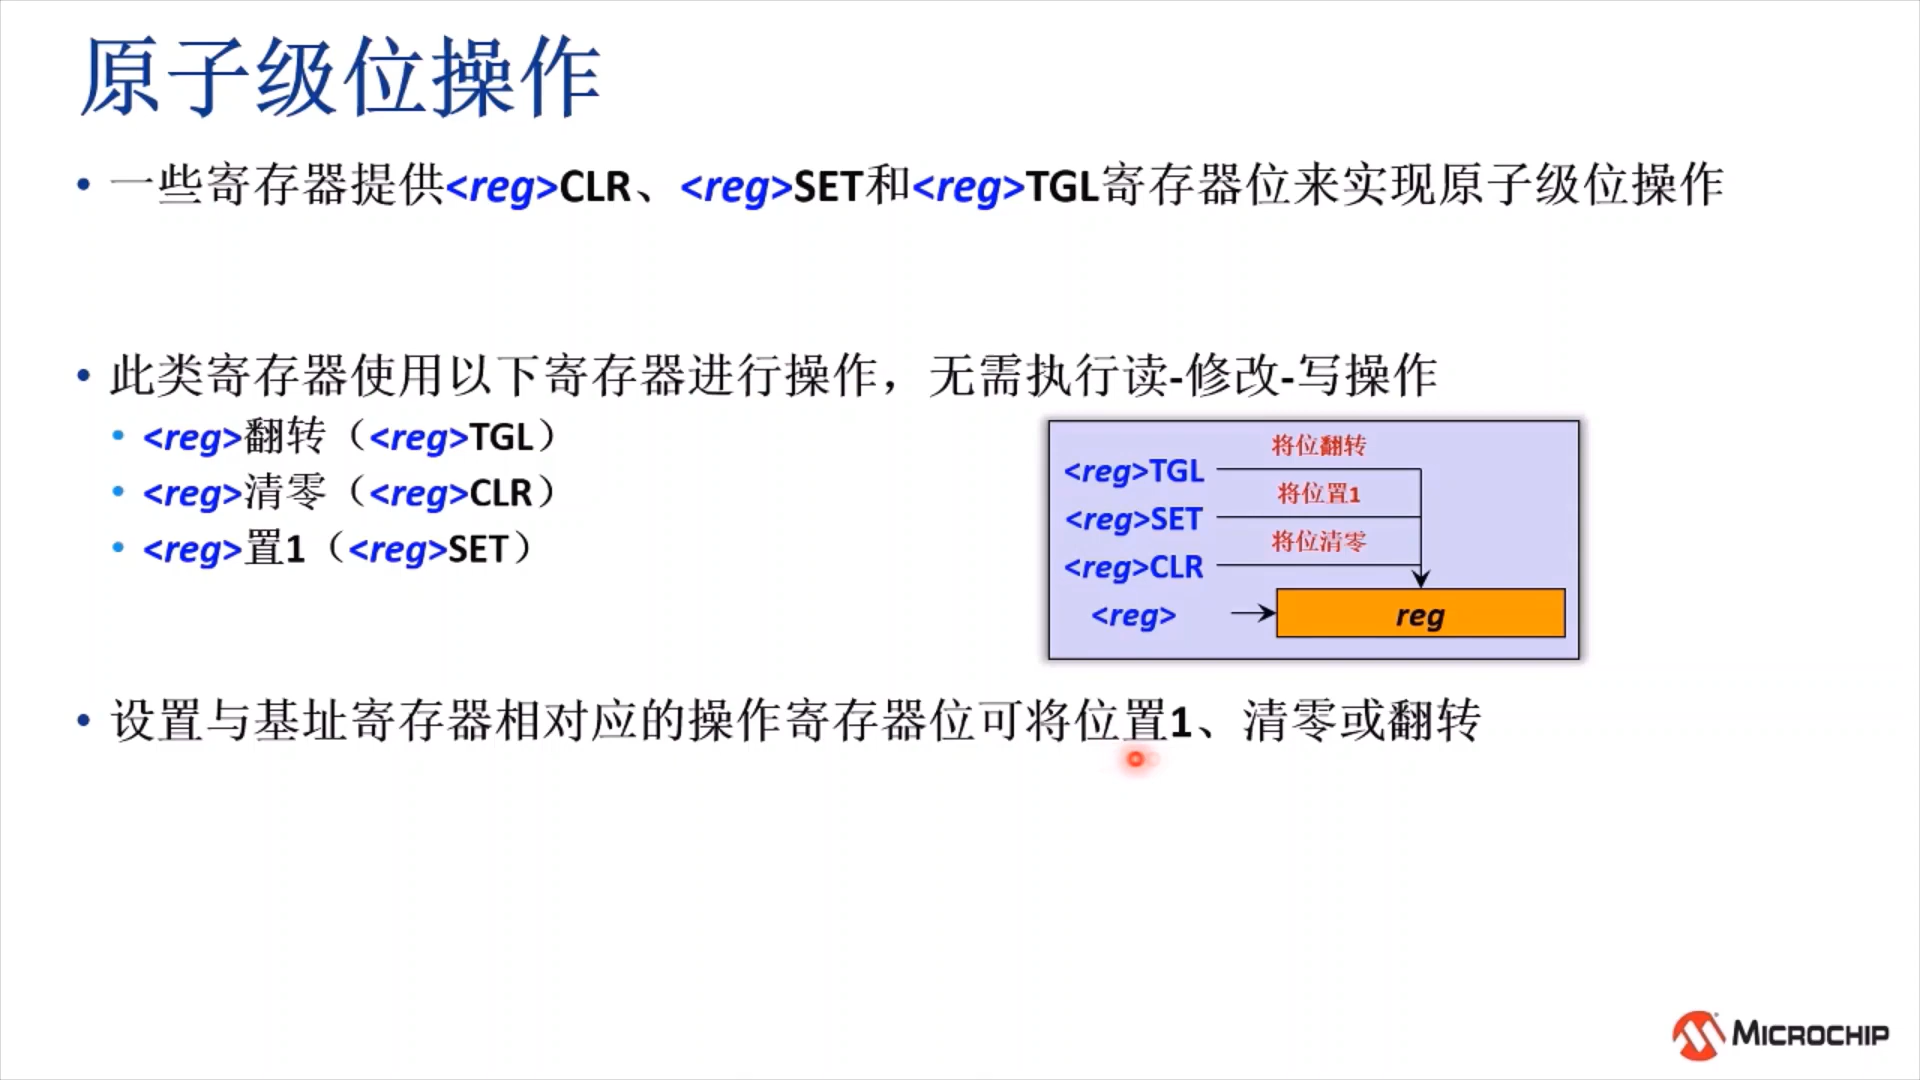 原子级位操作
• 一些寄存器提供<reg>CLR、<reg>SET和<reg>TGL寄存器位来实现原子级位操作
• 此类寄存器使用以下寄存器进行操作，无需执行读-修改-写操作
• <reg>翻转（<reg>TGL）
• <reg>清零（<reg>CLR）
• <reg>置1（<reg>SET）
将位翻转
<reg>TGL
将位置1
<reg>SET
将位清零
<reg>CLR
<reg>
reg
• 设置与基址寄存器相对应的操作寄存器位可将位置1、清零或翻转
MICROCHIP